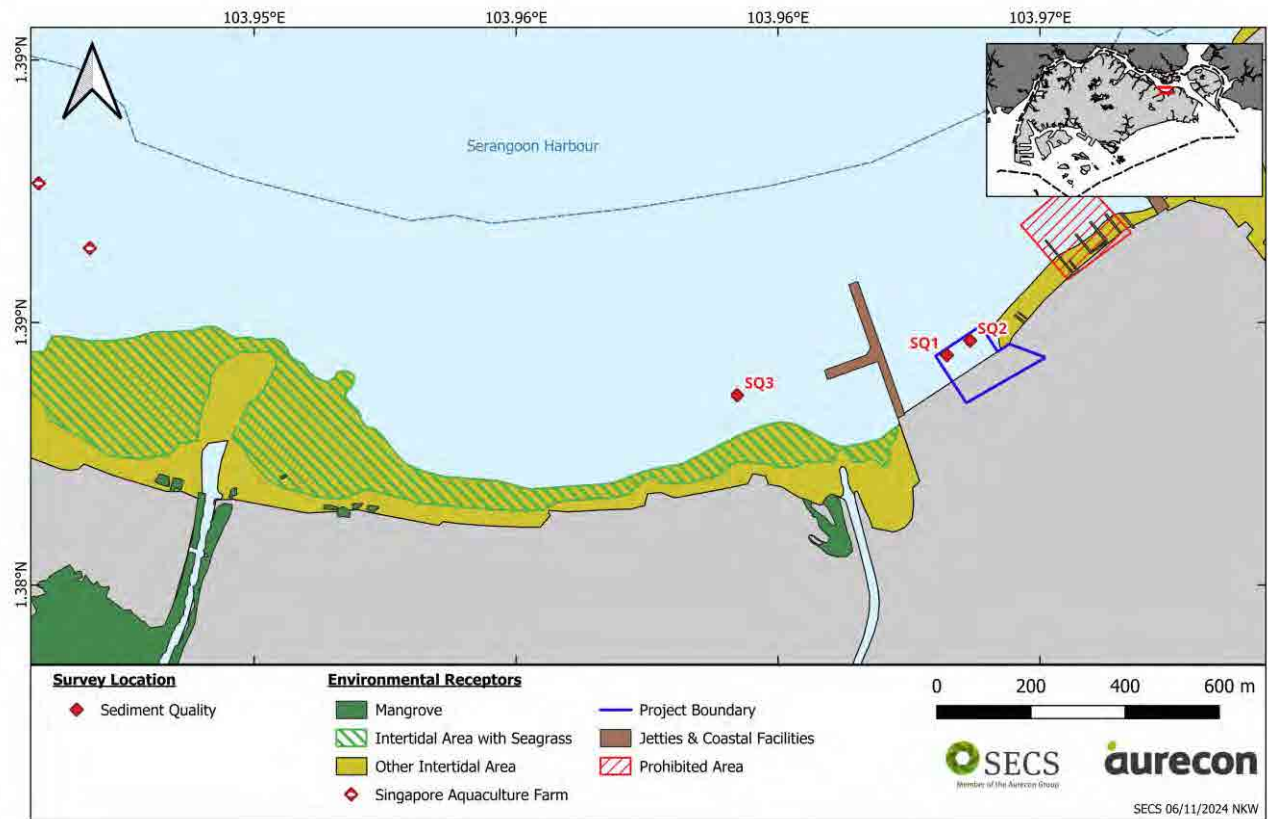 103.95°E 103.96°E 103.96°E 103.97°E
1.39°N
Serangoon Harbour
1.39°N
SQ1 SQ2
SQ3
1.38°N
Survey Location
Sediment Quality
Environmental Receptors
Mangrove
Intertidal Area with Seagrass
Other Intertidal Area
Singapore Aquaculture Farm
Project Boundary
Jetties & Coastal Facilities
Prohibited Area
0 200 400 600 m
SECS
Member of the Aurecon Group
aurecon
SECS 06/11/2024 NKW